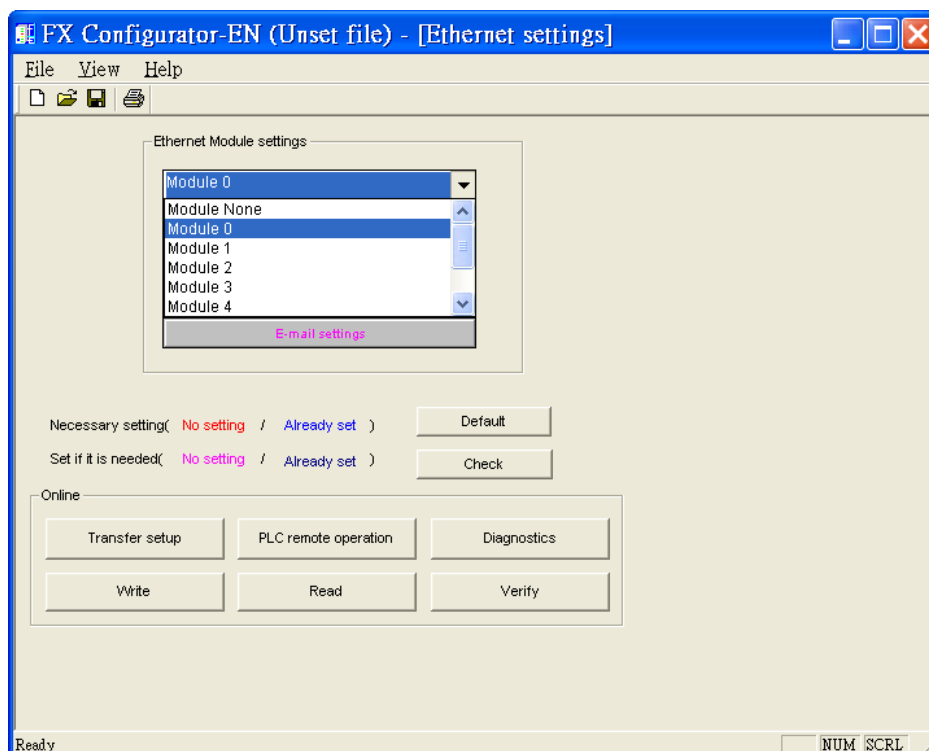 FX Configurator-EN (Unset file) - [Ethernet settings]
File View Help
Ethernet Module settings
Module 0
Module None
Module 0
Module 1
Module 2
Module 3
Module 4
E-mail settings
Necessary setting( No setting / Already set ) Default
Set if it is needed( No setting / Already set ) Check
Online
Transfer setup PLC remote operation Diagnostics
Write Read Verify
Ready NUM SCRL